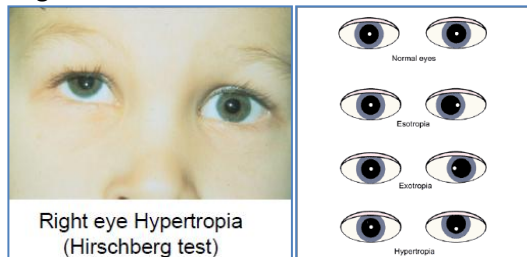 Right eye Hypertropia
(Hirschberg test)
Normal eyes
Esotropia
Exotropia
Hypertropia